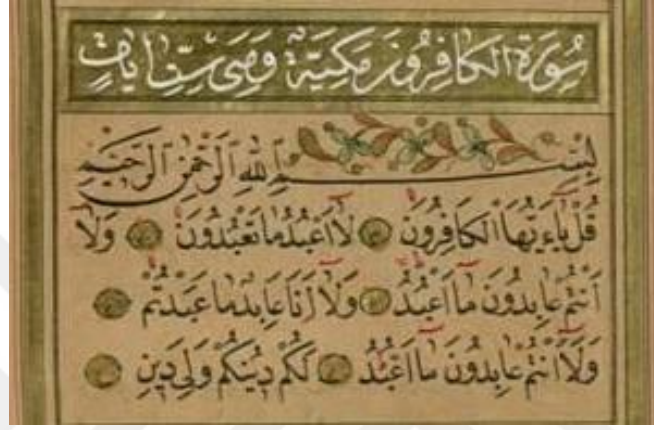 سُورَةُ الكَافِرُونَ مَكِّيَّةٌ وَهِيَ سِتُّ اٰيَاتٍ
بِسْمِ اللهِ الرَّحْمٰنِ الرَّحِيمِ
قُلْ يَٓا اَيُّهَا الْكَافِرُونَ ۝ لَٓا اَعْبُدُ مَا تَعْبُدُونَ ۝ وَلَٓا
اَنْتُمْ عَابِدُونَ مَٓا اَعْبُدُ ۝ وَلَٓا اَنَا۬ عَابِدٌ مَا عَبَدْتُمْ ۝
وَلَٓا اَنْتُمْ عَابِدُونَ مَٓا اَعْبُدُ ۝ لَكُمْ دِينُكُمْ وَلِيَ دِينِ ۝